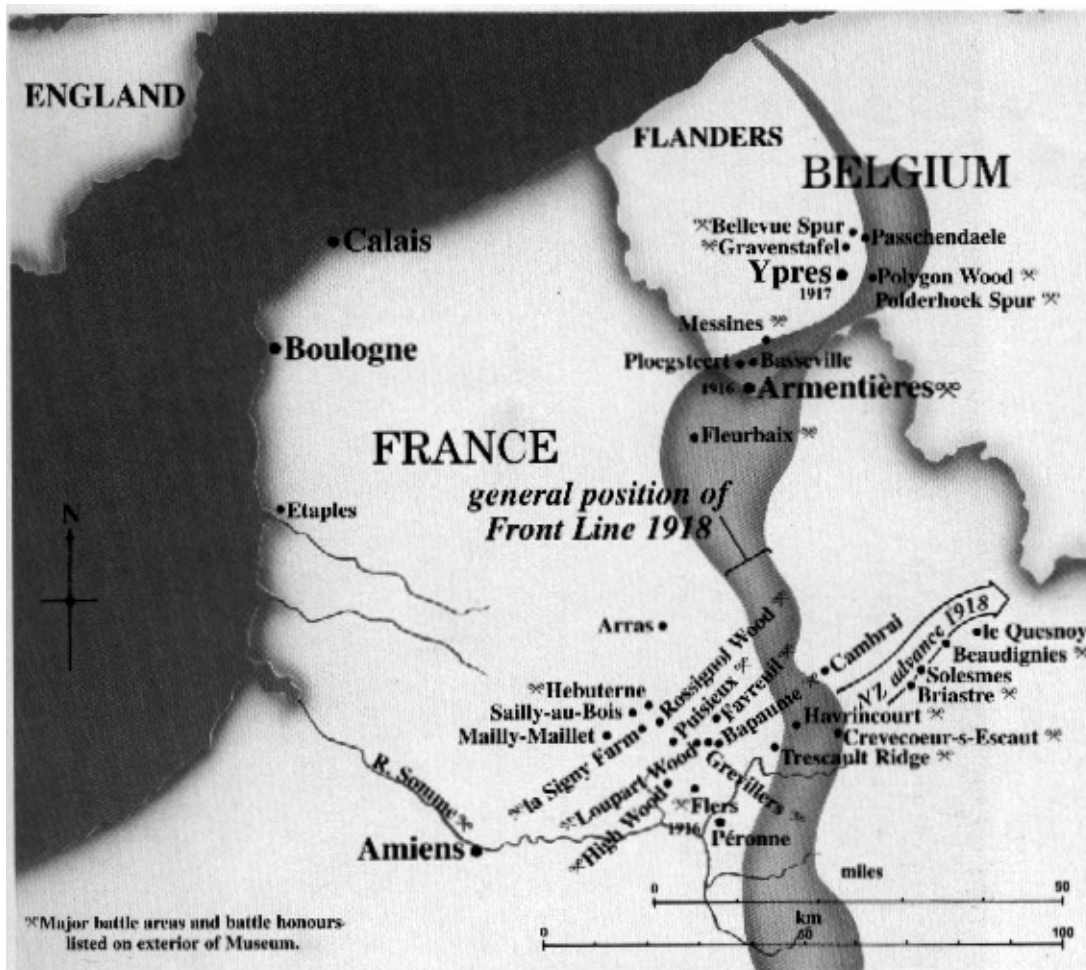 ENGLAND
FLANDERS
BELGIUM
※Bellevue Spur
※Gravenstafel
Passchendaele
Calais
Ypres
1917
Polygon Wood ※
Polderhoek Spur ※
Messines ※
Boulogne
Ploegsteert
Basseville
1916
Armentières※
Fleurbaix ※
FRANCE
general position of
Front Line 1918
N
Etaples
Arras
NZ advance 1918
Cambrai
le Quesnoy
Beaudignies ※
Solesmes
Briastre ※
※Hebuterne
Sailly-au-Bois
Mailly-Maillet
Rossignol Wood ※
Puisieux ※
Favreuil ※
Bapaume ※
Havrincourt ※
Crevecoeur-s-Escaut ※
Trescault Ridge ※
※la Signy Farm
※Loupart Wood
※High Wood
Grevillers ※
※Flers
1916
Péronne
R. Somme ※
Amiens
miles
0
50
km
0
50
100
※Major battle areas and battle honours
listed on exterior of Museum.